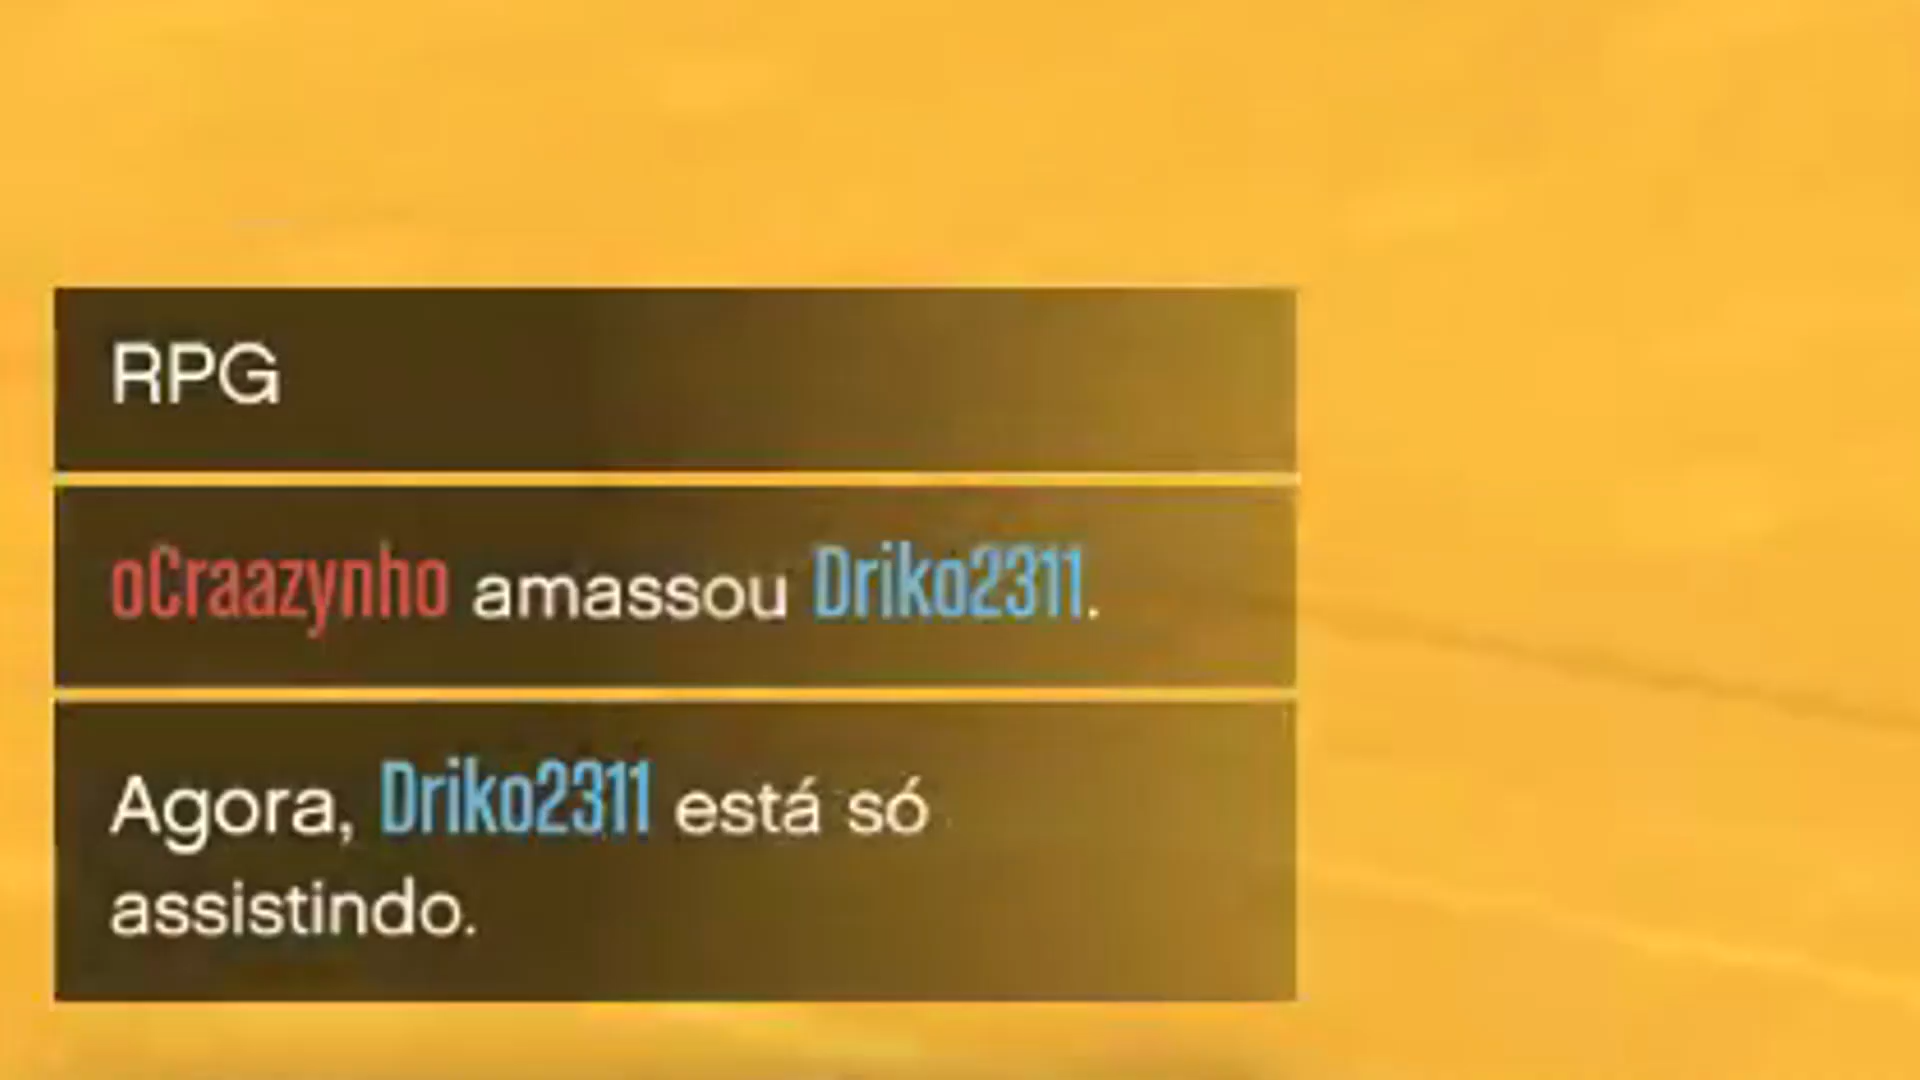 RPG
oCraazynho amassou Driko2311.
Agora, Driko2311 está só
assistindo.